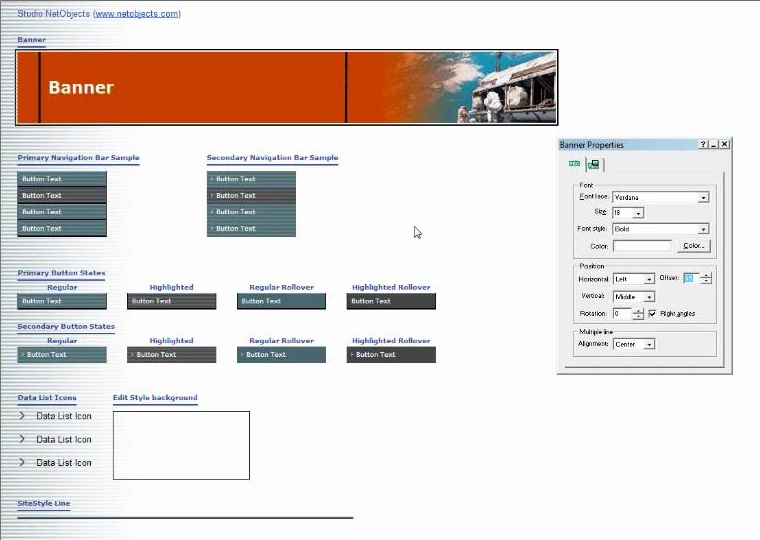 Studio NetObjects (www.netobjects.com)
Banner
Banner
Primary Navigation Bar Sample
Secondary Navigation Bar Sample
Button Text
Button Text
Button Text
Button Text
› Button Text
› Button Text
› Button Text
› Button Text
Primary Button States
Regular Highlighted Regular Rollover Highlighted Rollover
Button Text Button Text Button Text Button Text
Secondary Button States
Regular Highlighted Regular Rollover Highlighted Rollover
› Button Text › Button Text › Button Text › Button Text
Data List Icons
Edit Style background
Data List Icon
Data List Icon
Data List Icon
SiteStyle Line
Banner Properties
Font
Font face: Verdana
Size: 18
Font style: Bold
Color: Color...
Position
Horizontal: Left Offset: 45
Vertical: Middle
Rotation: 0 Right angles
Multiple line
Alignment: Center